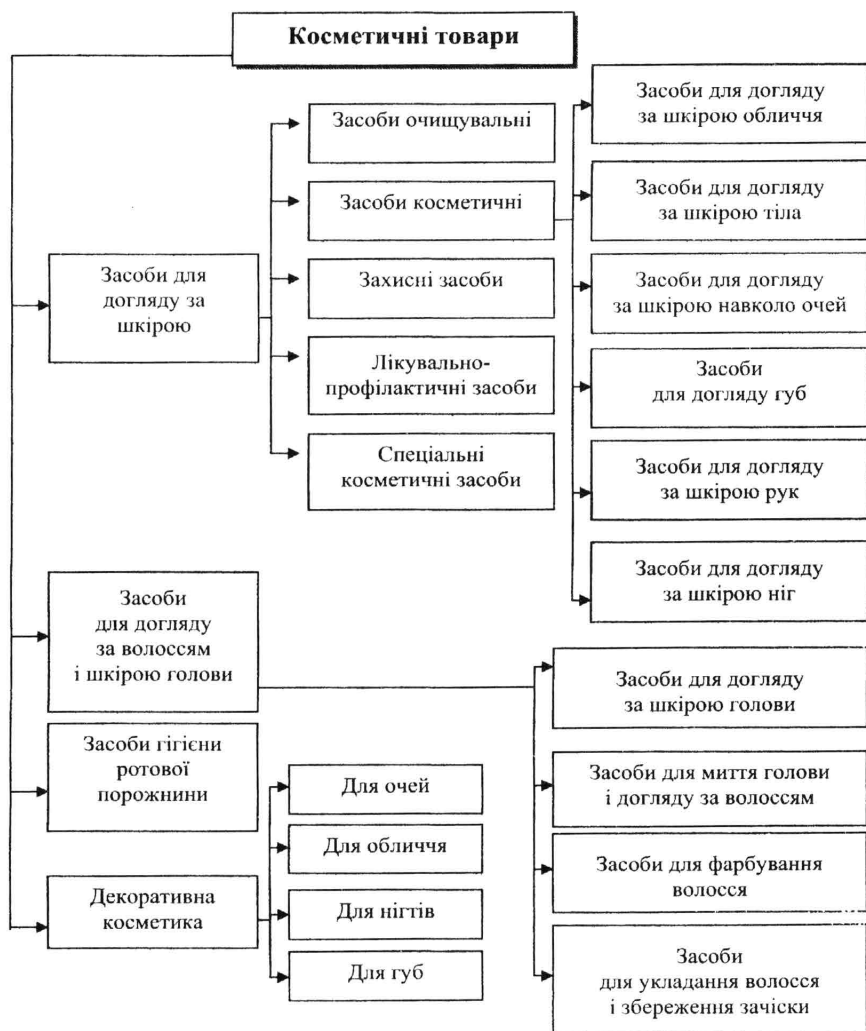 Косметичні товари
Засоби для
догляду за
шкірою
Засоби очищувальні
Засоби косметичні
Захисні засоби
Лікувально-
профілактичні засоби
Спеціальні
косметичні засоби
Засоби для догляду
за шкірою обличчя
Засоби для догляду
за шкірою тіла
Засоби для догляду
за шкірою навколо очей
Засоби
для догляду губ
Засоби для догляду
за шкірою рук
Засоби для догляду
за шкірою ніг
Засоби
для догляду
за волоссям
і шкірою голови
Засоби для догляду
за шкірою голови
Засоби для миття голови
і догляду за волоссям
Засоби для фарбування
волосся
Засоби
для укладання волосся
і збереження зачіски
Засоби гігієни
ротової
порожнини
Декоративна
косметика
Для очей
Для обличчя
Для нігтів
Для губ